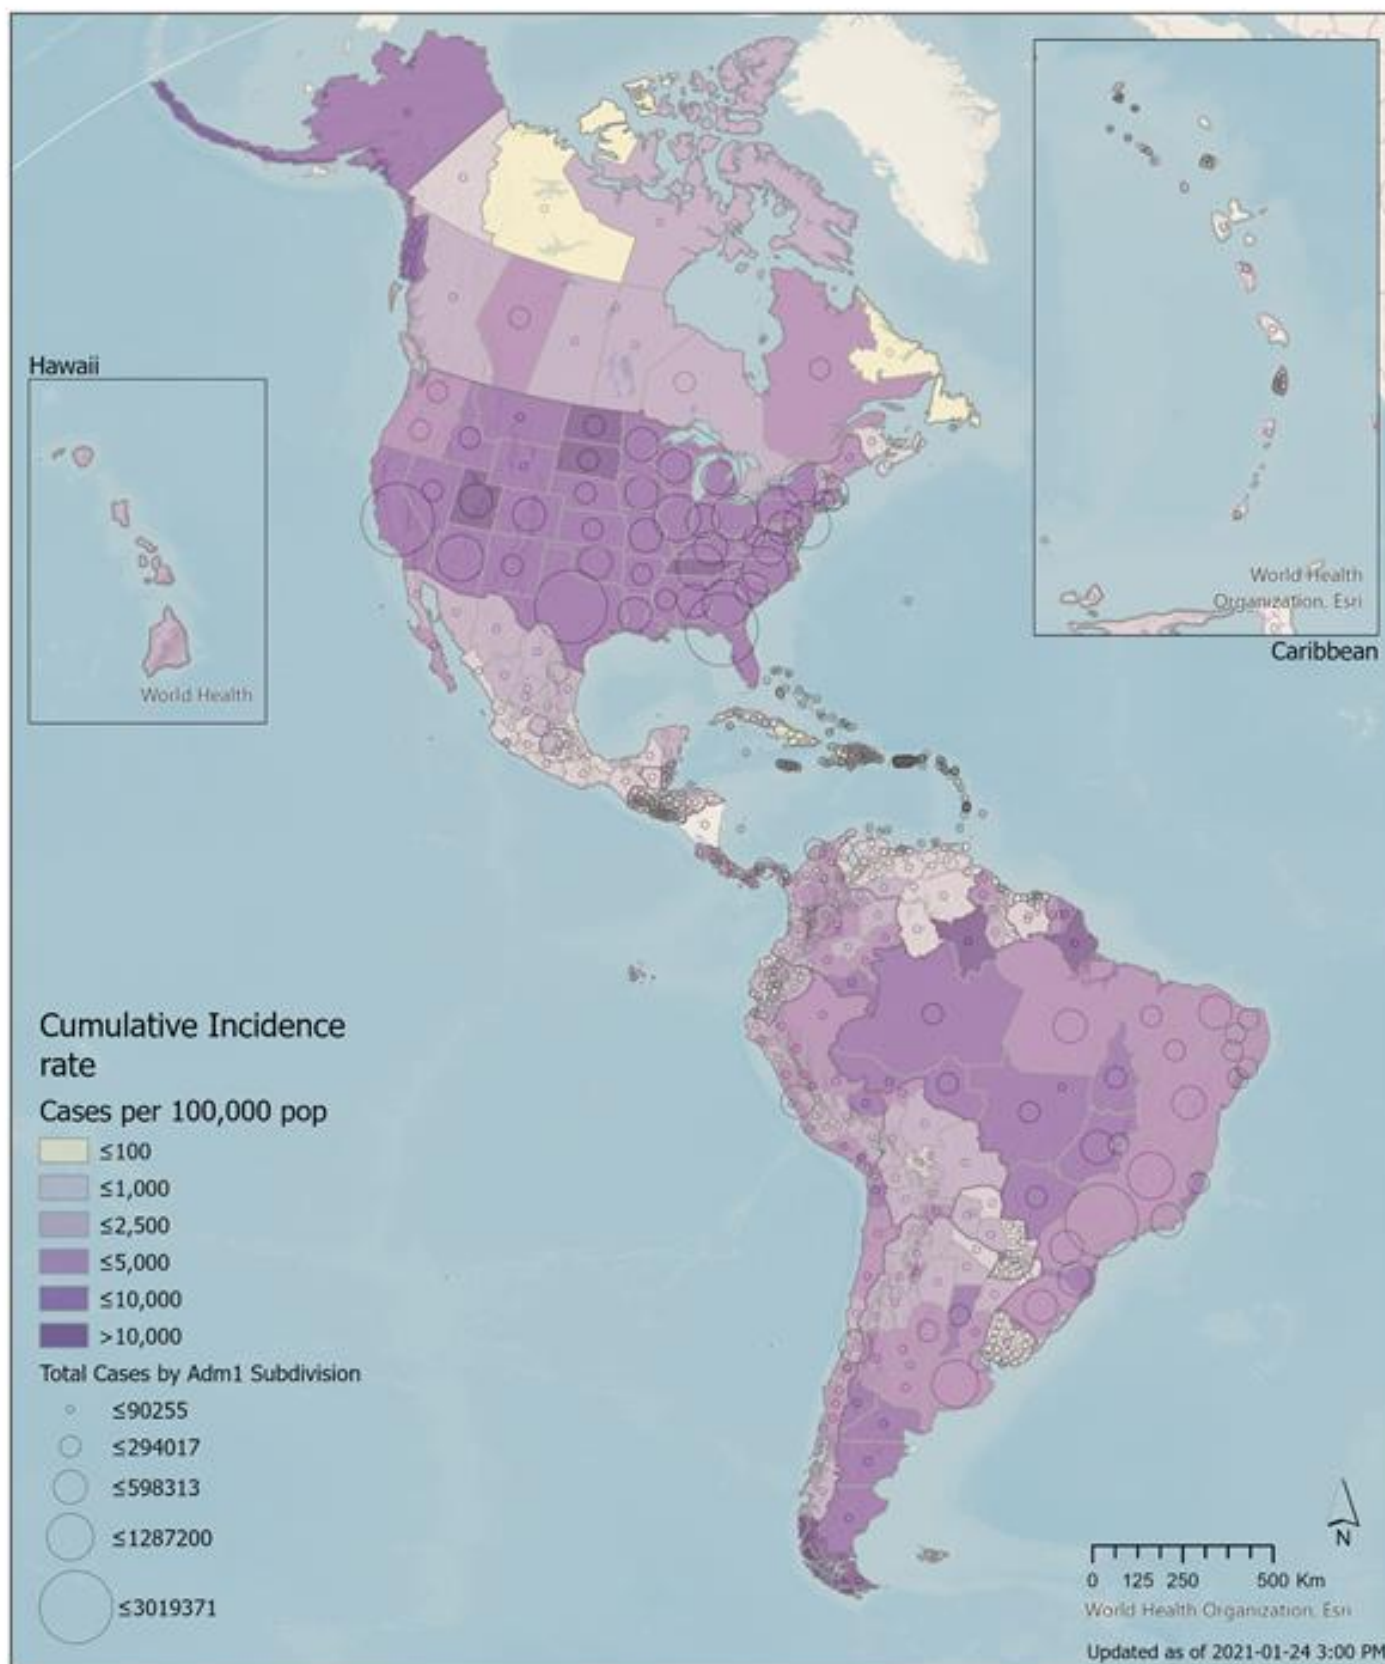 Hawaii
World Health
World Health
Organization, Esri
Caribbean
Cumulative Incidence
rate
Cases per 100,000 pop
≤100
≤1,000
≤2,500
≤5,000
≤10,000
>10,000
Total Cases by Adm1 Subdivision
≤90255
≤294017
≤598313
≤1287200
≤3019371
N
0 125 250 500 Km
World Health Organization, Esri
Updated as of 2021-01-24 3:00 PM